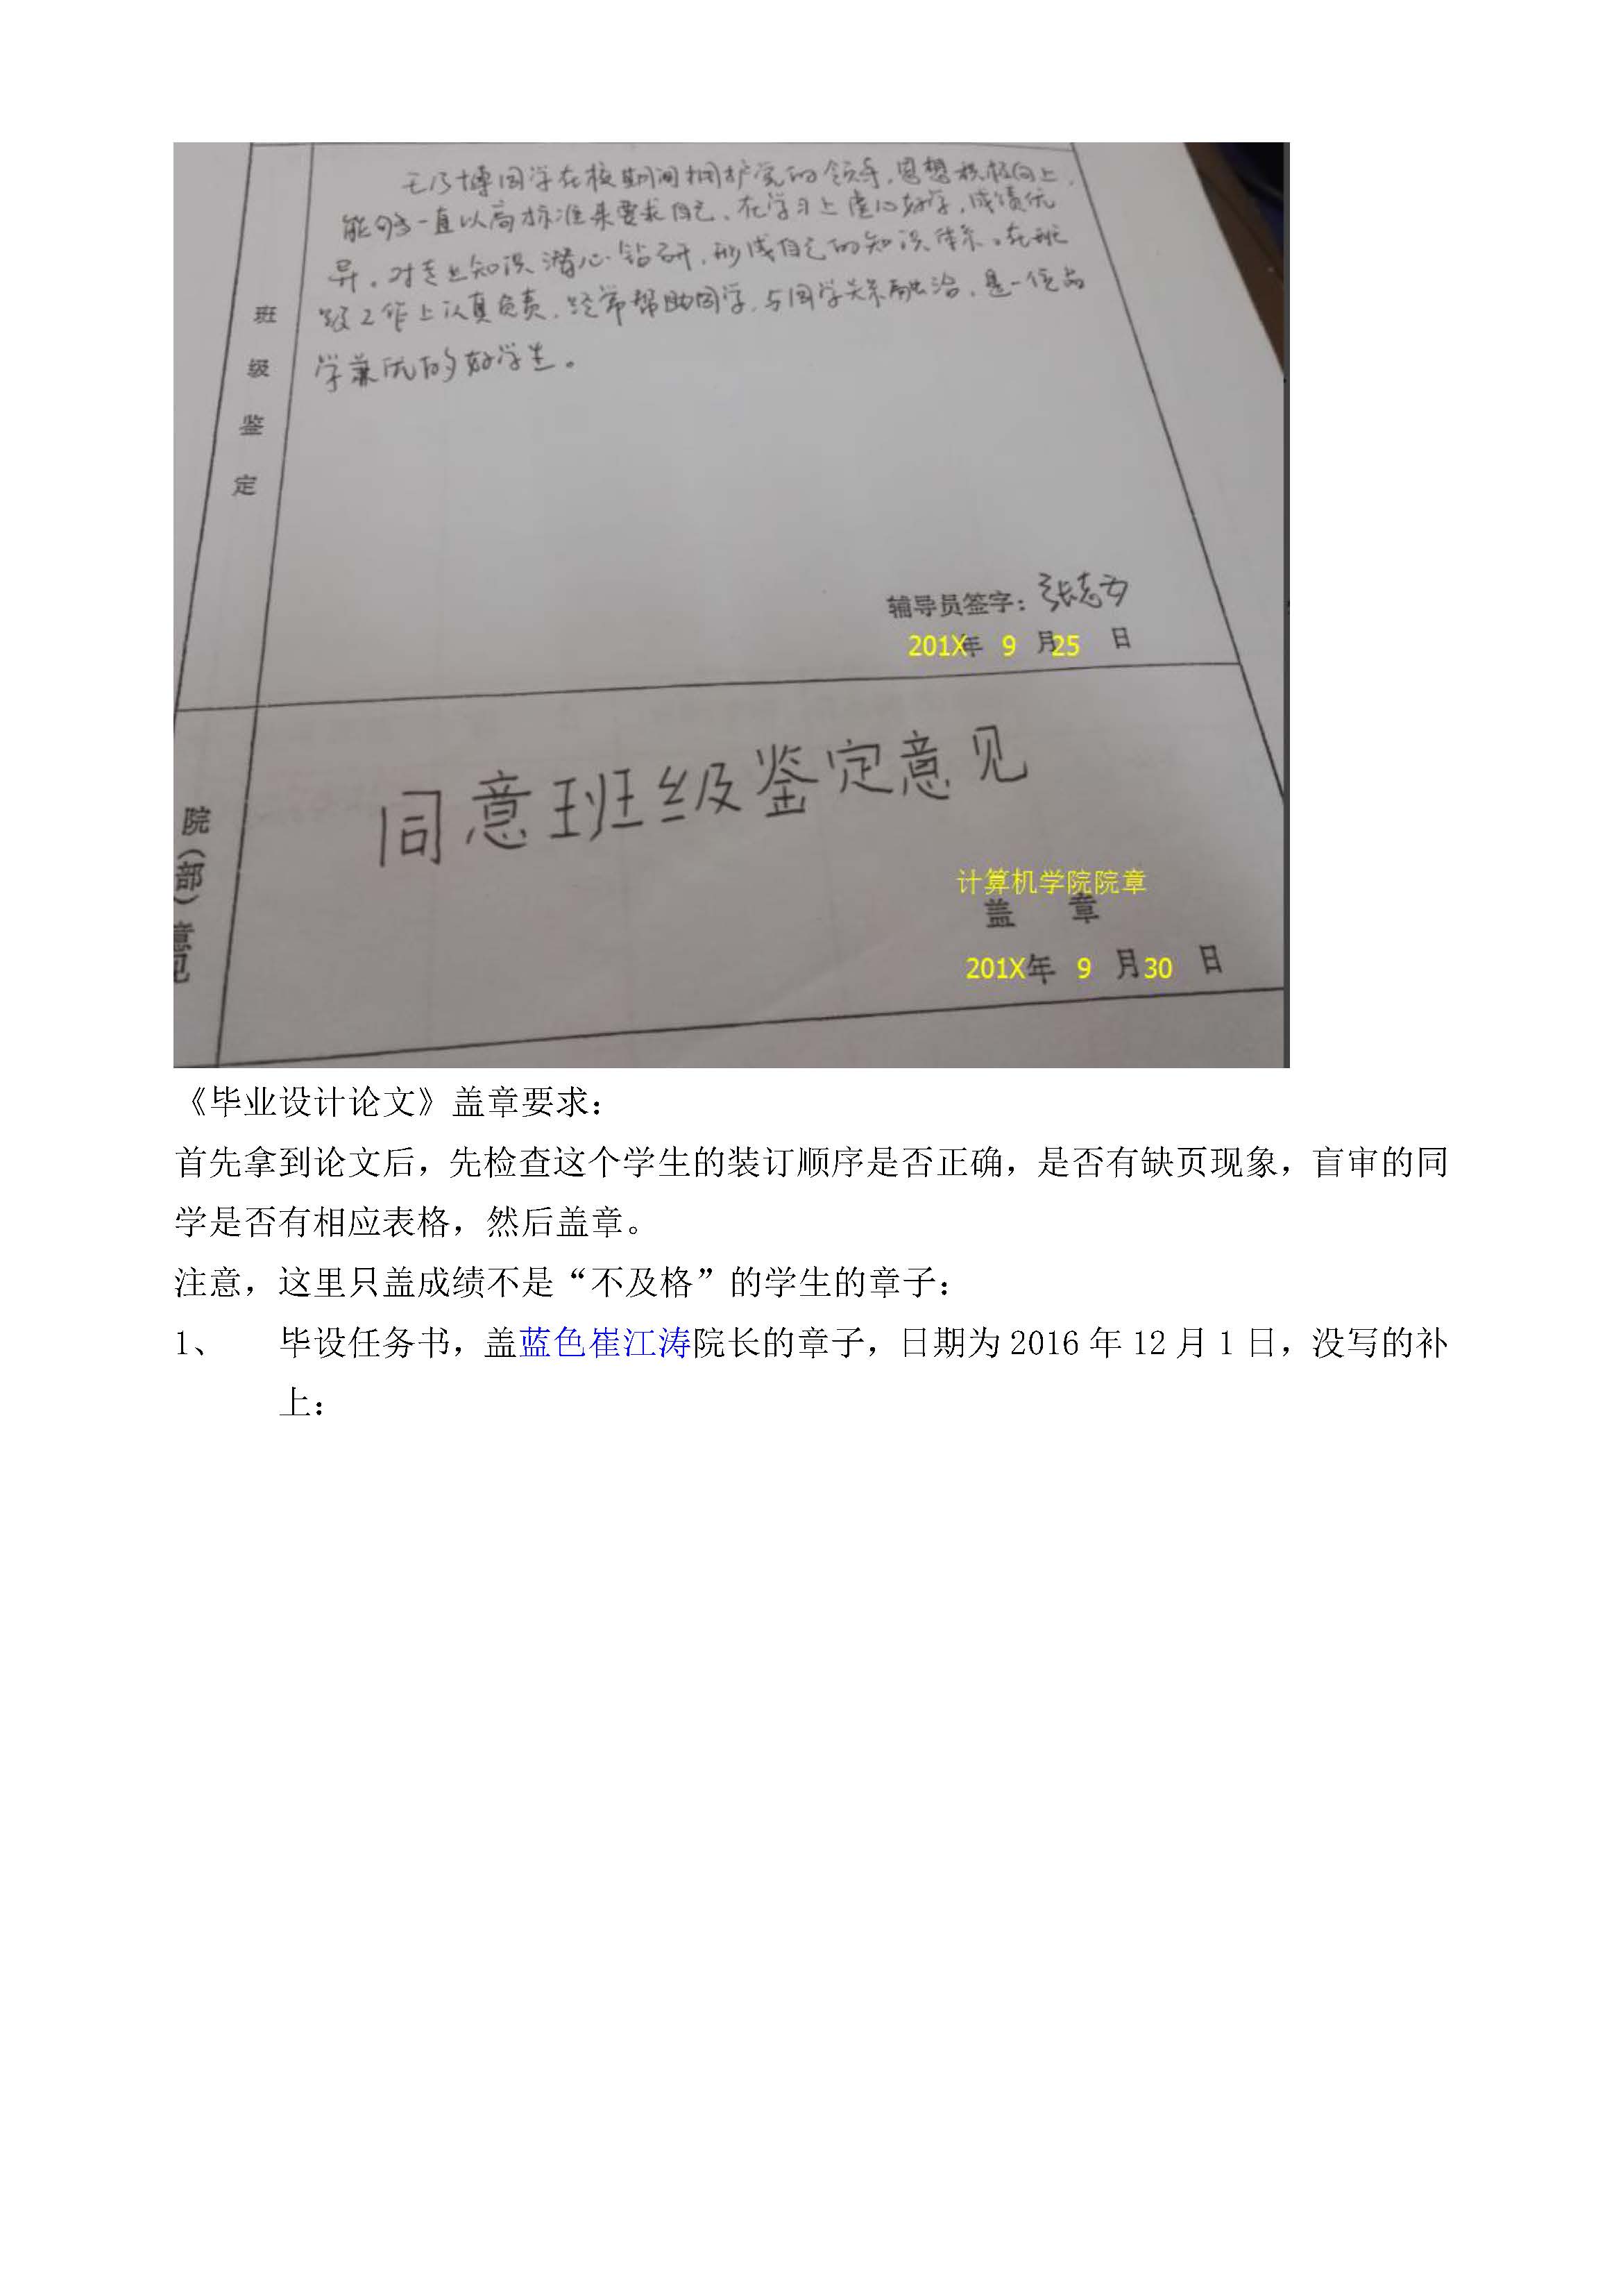 王乃博同学在校期间拥护党的领导,思想积极向上,
能够一直以高标准来要求自己,在学习上虚心好学,成绩优
异。对专业知识潜心钻研,形成自己的知识体系。在班
级工作上认真负责,经常帮助同学,与同学关系融洽,是一位品
学兼优的好学生。
班级鉴定
辅导员签字:张志
201X年 9 月25 日
同意班级鉴定意见
院(部)意见
计算机学院院章
盖 章
201X年 9 月30 日
《毕业设计论文》盖章要求:
首先拿到论文后,先检查这个学生的装订顺序是否正确,是否有缺页现象,盲审的同
学是否有相应表格,然后盖章。
注意,这里只盖成绩不是“不及格”的学生的章子:
1、 毕设任务书,盖蓝色崔江涛院长的章子,日期为 2016 年 12 月 1 日,没写的补
上: